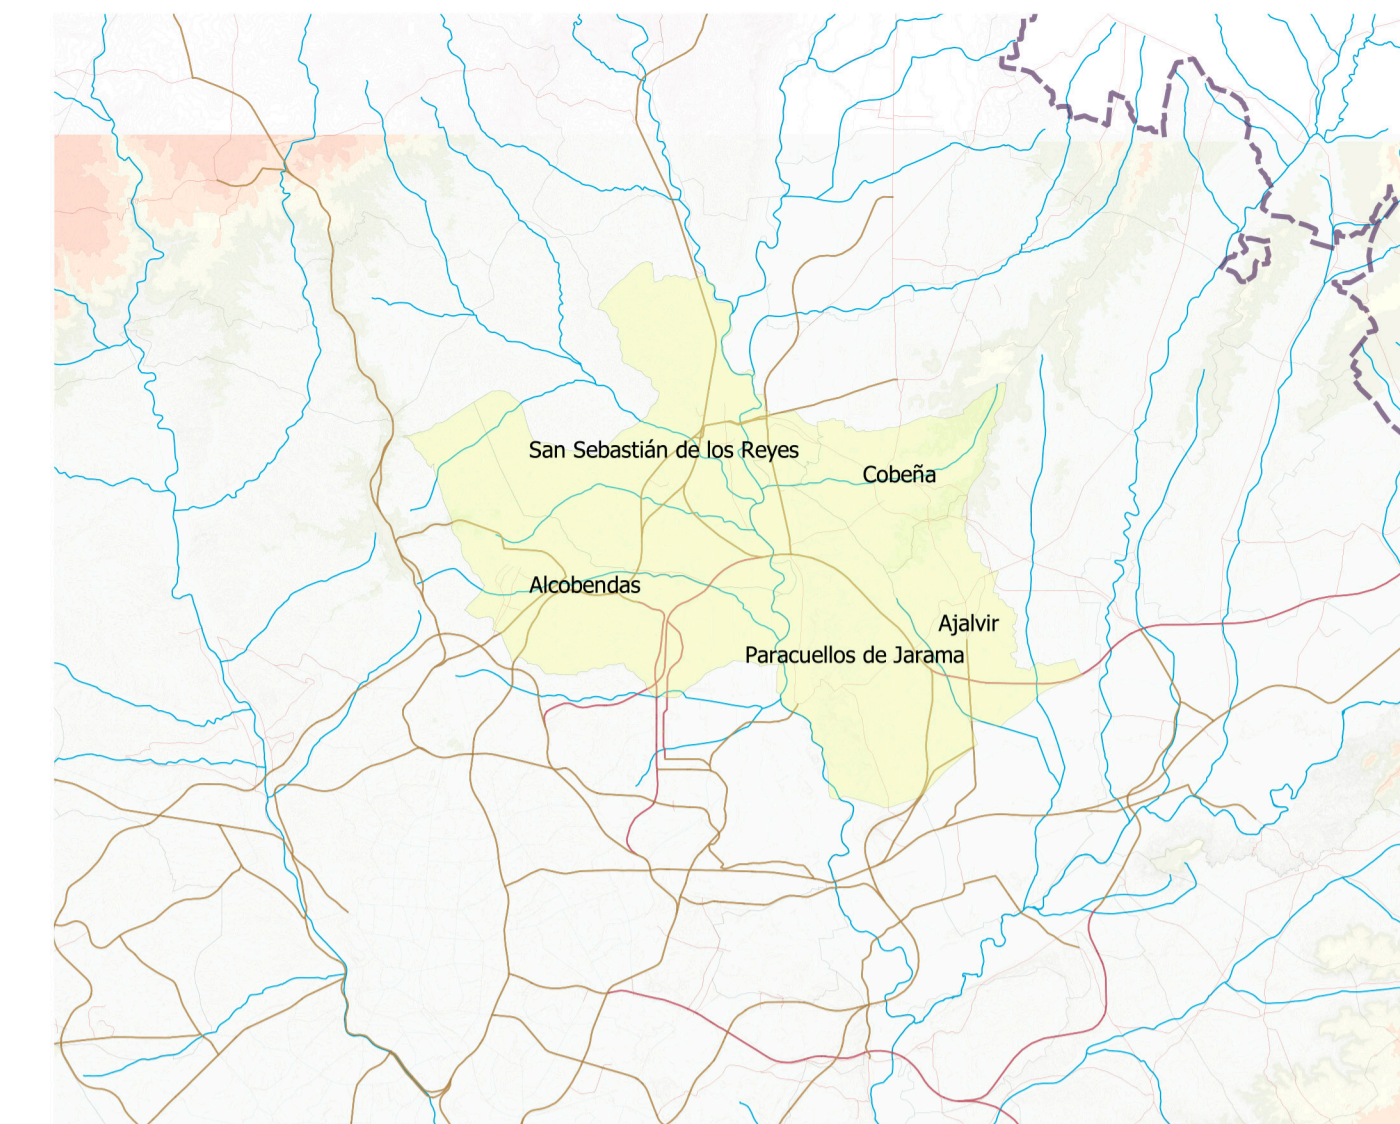 San Sebastián de los Reyes
Cobeña
Alcobendas
Ajalvir
Paracuellos de Jarama